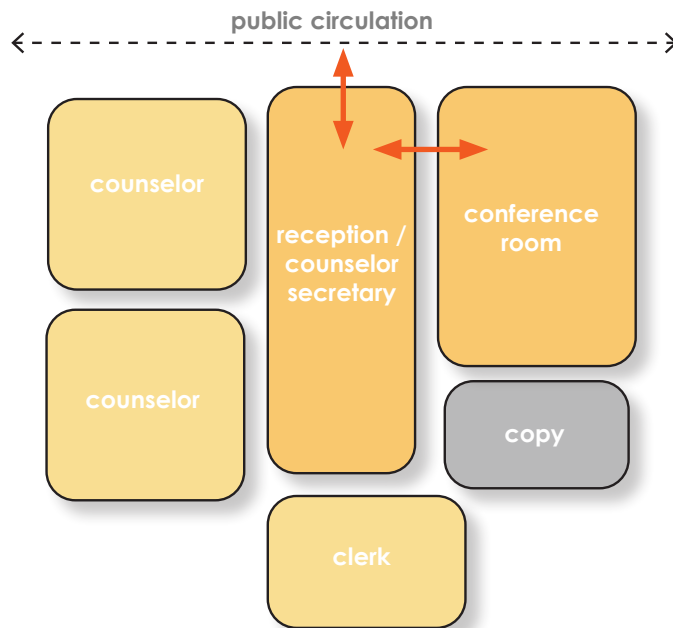 public circulation
counselor
reception /
counselor
secretary
conference
room
counselor
copy
clerk